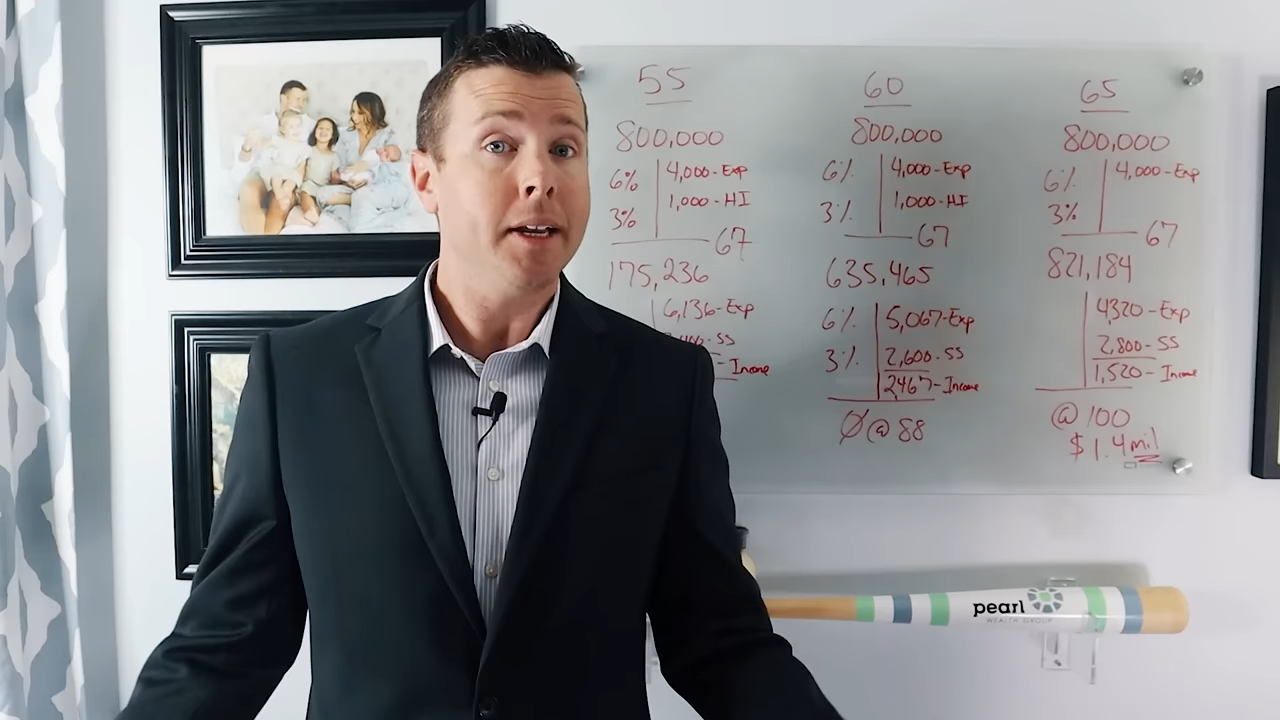 55
800,000
6% 4,000-Exp
1,000-HI
3%
67
175,236
6,136-Exp
-SS
-Income
60
800,000
6% 4,000-Exp
1,000-HI
3%
67
635,465
6% 5,067-Exp
3% 2,600-SS
2467-Income
Ø@88
65
800,000
6% 4,000-Exp
3%
67
821,184
4320-Exp
2,800-SS
1,520-Income
@100
$1.4mil
pearl
WEALTH GROUP